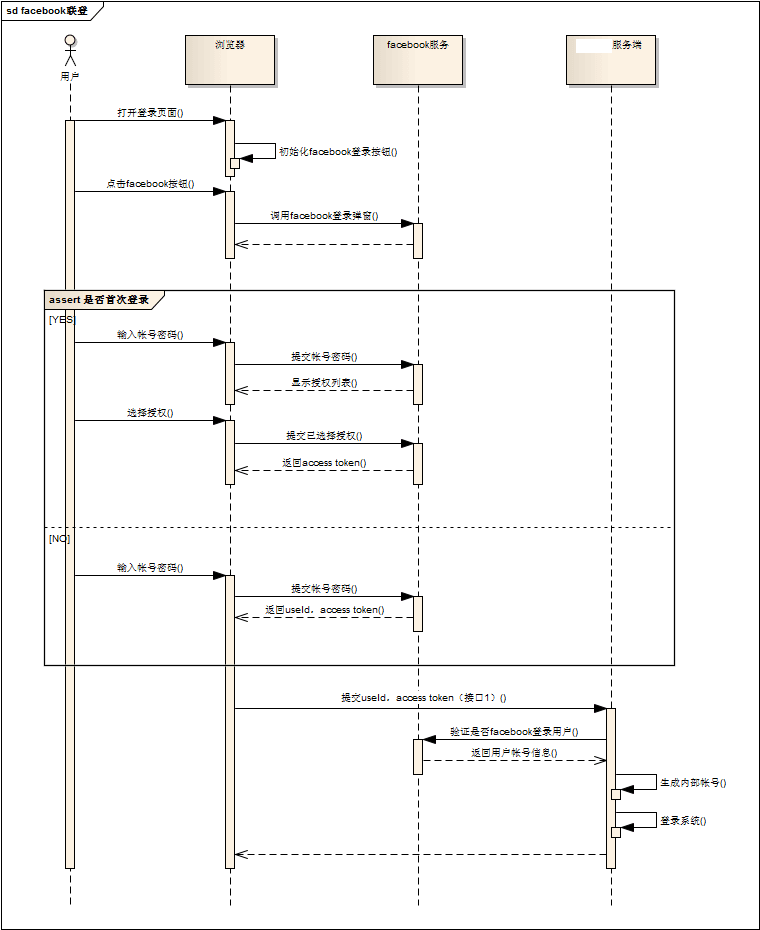 sd facebook联登
用户
浏览器
facebook服务
服务端
打开登录页面()
初始化facebook登录按钮()
点击facebook按钮()
调用facebook登录弹窗()
assert 是否首次登录
[YES]
输入帐号密码()
提交帐号密码()
显示授权列表()
选择授权()
提交已选择授权()
返回access token()
[NO]
输入帐号密码()
提交帐号密码()
返回useId，access token()
提交useId，access token（接口1）()
验证是否facebook登录用户()
返回用户帐号信息()
生成内部帐号()
登录系统()